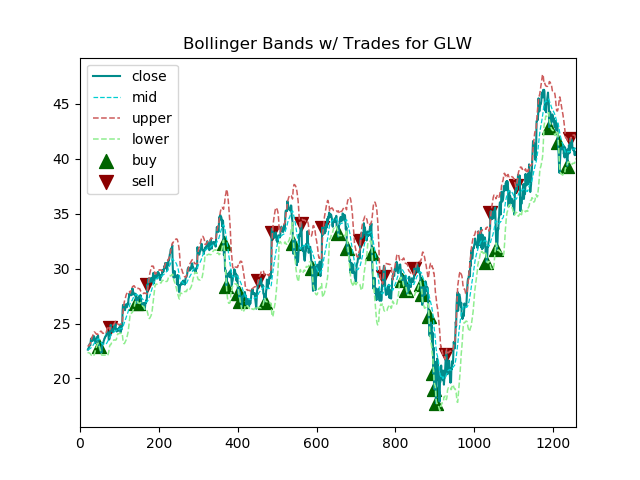 Bollinger Bands w/ Trades for GLW
close
mid
upper
lower
buy
sell
45
40
35
30
25
20
0 200 400 600 800 1000 1200